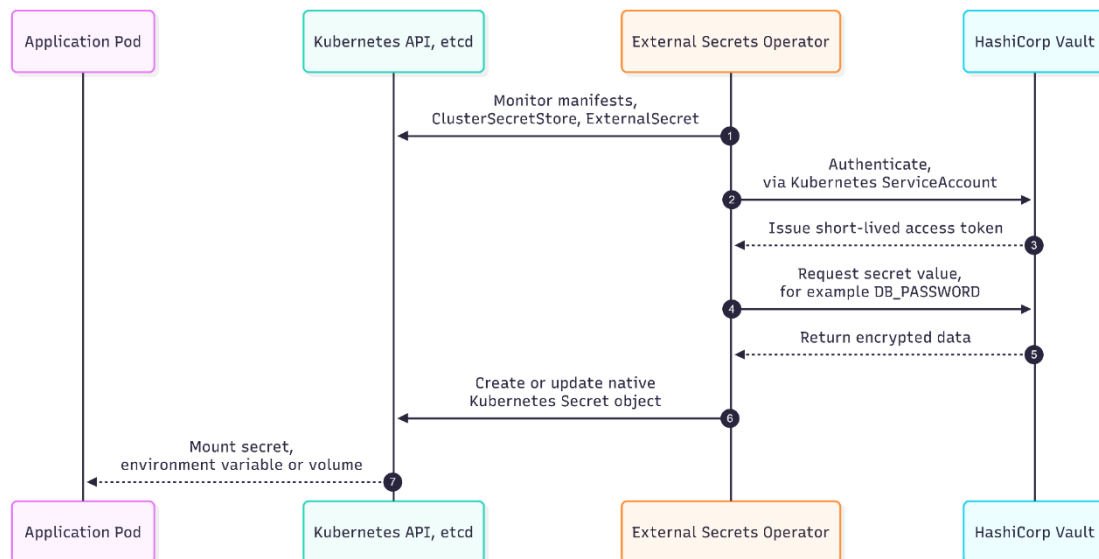 Application Pod
Kubernetes API, etcd
External Secrets Operator
HashiCorp Vault
Monitor manifests,
ClusterSecretStore, ExternalSecret
1
Authenticate,
via Kubernetes ServiceAccount
2
Issue short-lived access token
3
Request secret value,
for example DB_PASSWORD
4
Return encrypted data
5
Create or update native
Kubernetes Secret object
6
Mount secret,
environment variable or volume
7
Application Pod
Kubernetes API, etcd
External Secrets Operator
HashiCorp Vault